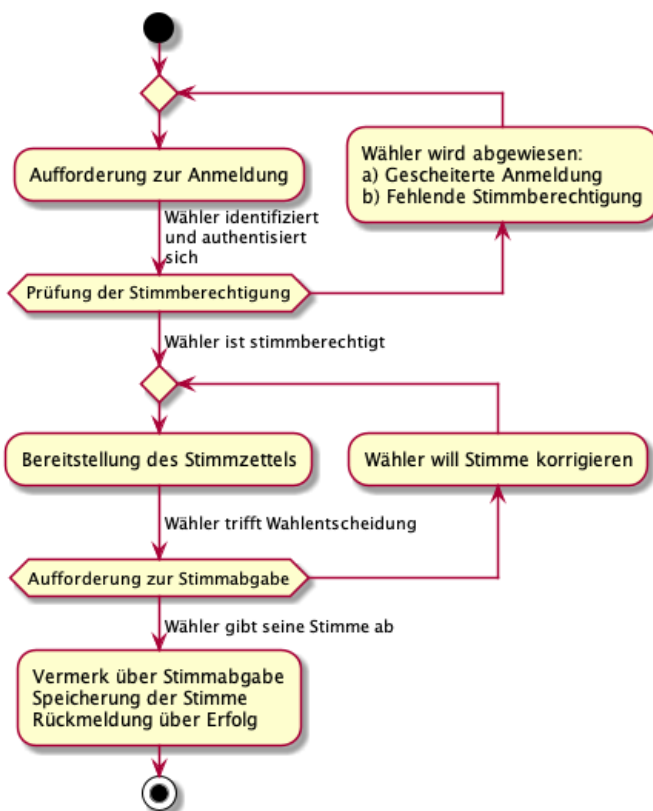 Aufforderung zur Anmeldung
Wähler wird abgewiesen:
a) Gescheiterte Anmeldung
b) Fehlende Stimmberechtigung
Wähler identifiziert
und authentisiert
sich
Prüfung der Stimmberechtigung
Wähler ist stimmberechtigt
Bereitstellung des Stimmzettels
Wähler will Stimme korrigieren
Wähler trifft Wahlentscheidung
Aufforderung zur Stimmabgabe
Wähler gibt seine Stimme ab
Vermerk über Stimmabgabe
Speicherung der Stimme
Rückmeldung über Erfolg